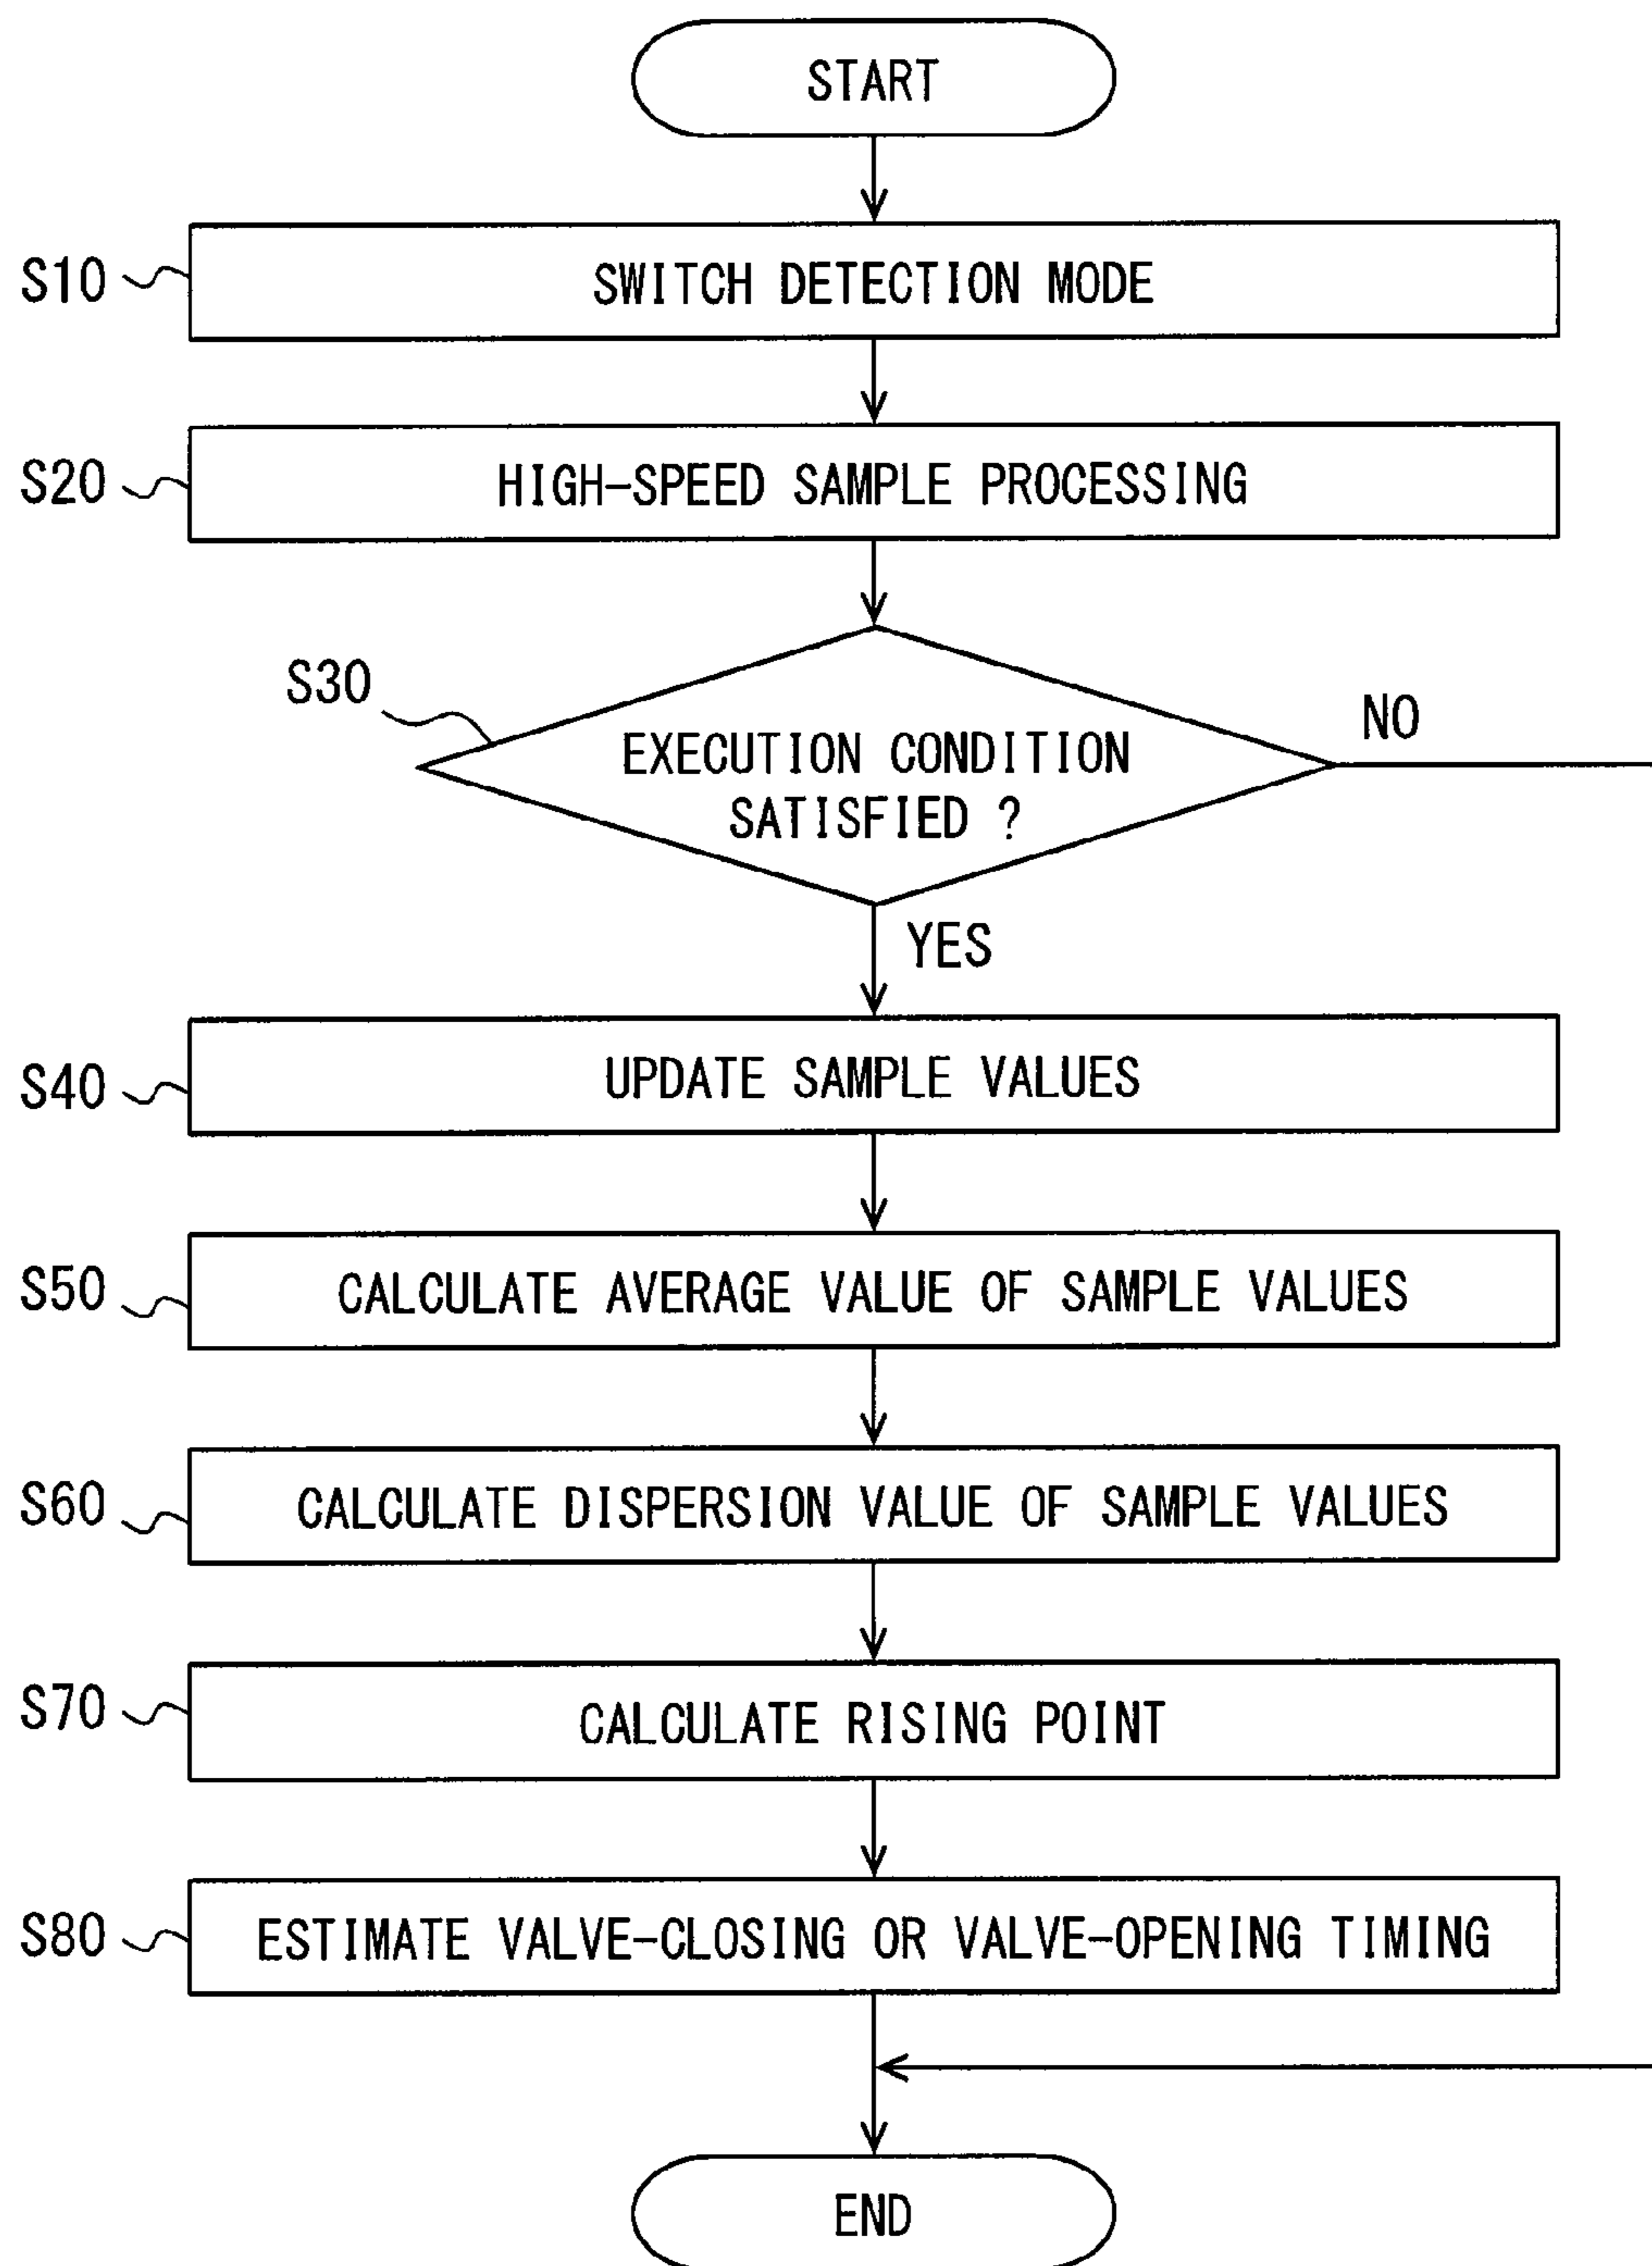 START
S10
SWITCH DETECTION MODE
S20
HIGH-SPEED SAMPLE PROCESSING
S30
EXECUTION CONDITION
SATISFIED ?
NO
YES
S40
UPDATE SAMPLE VALUES
S50
CALCULATE AVERAGE VALUE OF SAMPLE VALUES
S60
CALCULATE DISPERSION VALUE OF SAMPLE VALUES
S70
CALCULATE RISING POINT
S80
ESTIMATE VALVE-CLOSING OR VALVE-OPENING TIMING
END